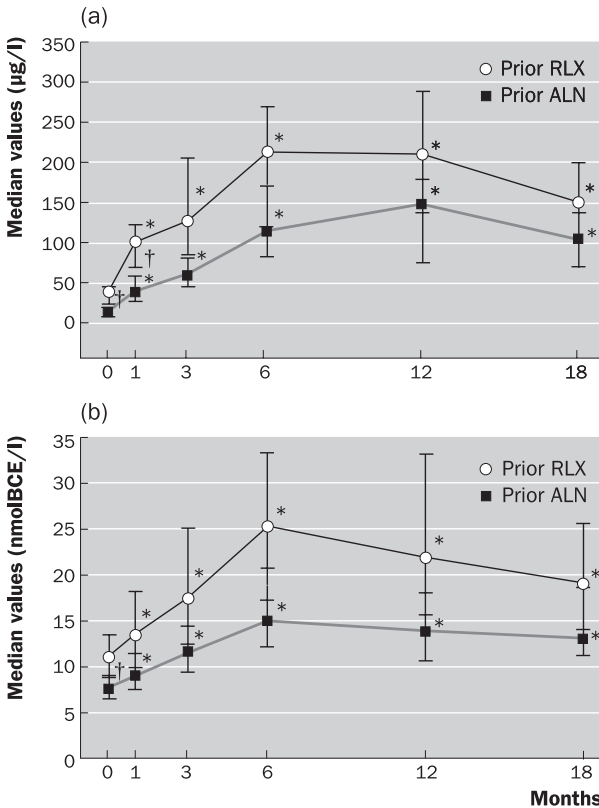 (a)
Median values (µg/l)
350
300
250
200
150
100
50
0
Prior RLX
Prior ALN
* * * * * *
* * * * *
† †
0 1 3 6 12 18
(b)
Median values (nmolBCE/l)
35
30
25
20
15
10
5
0
Prior RLX
Prior ALN
* * * * *
* * * * *
†
0 1 3 6 12 18
Months